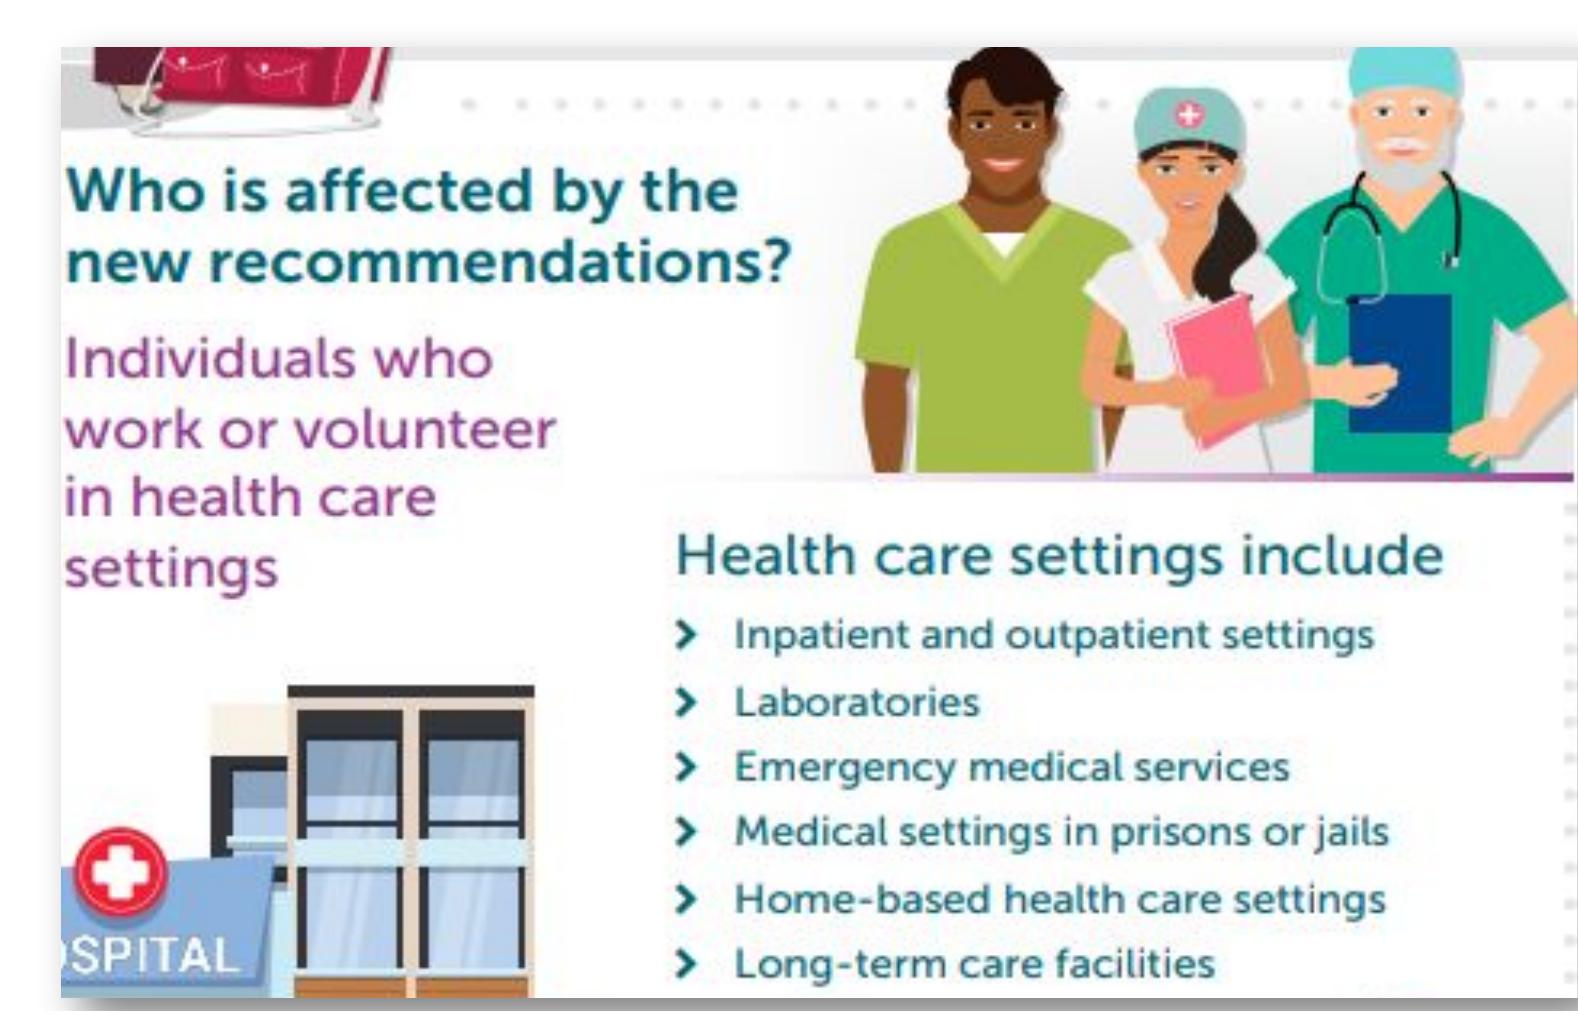 Who is affected by the
new recommendations?
Individuals who
work or volunteer
in health care
settings
Health care settings include
Inpatient and outpatient settings
Laboratories
Emergency medical services
Medical settings in prisons or jails
Home-based health care settings
Long-term care facilities